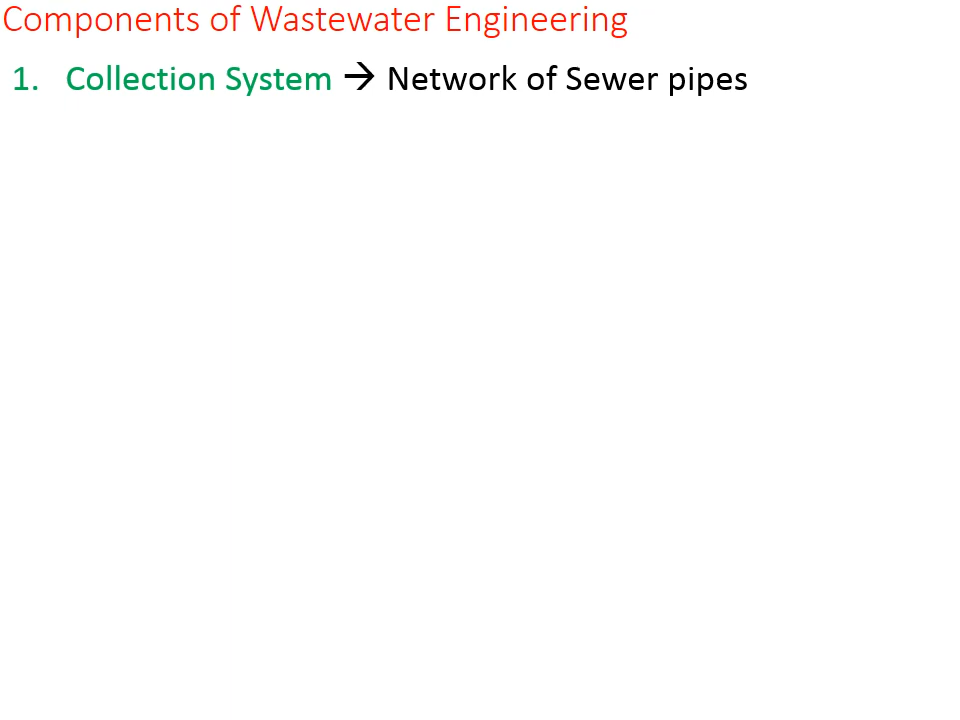 Components of Wastewater Engineering
1. Collection System → Network of Sewer pipes